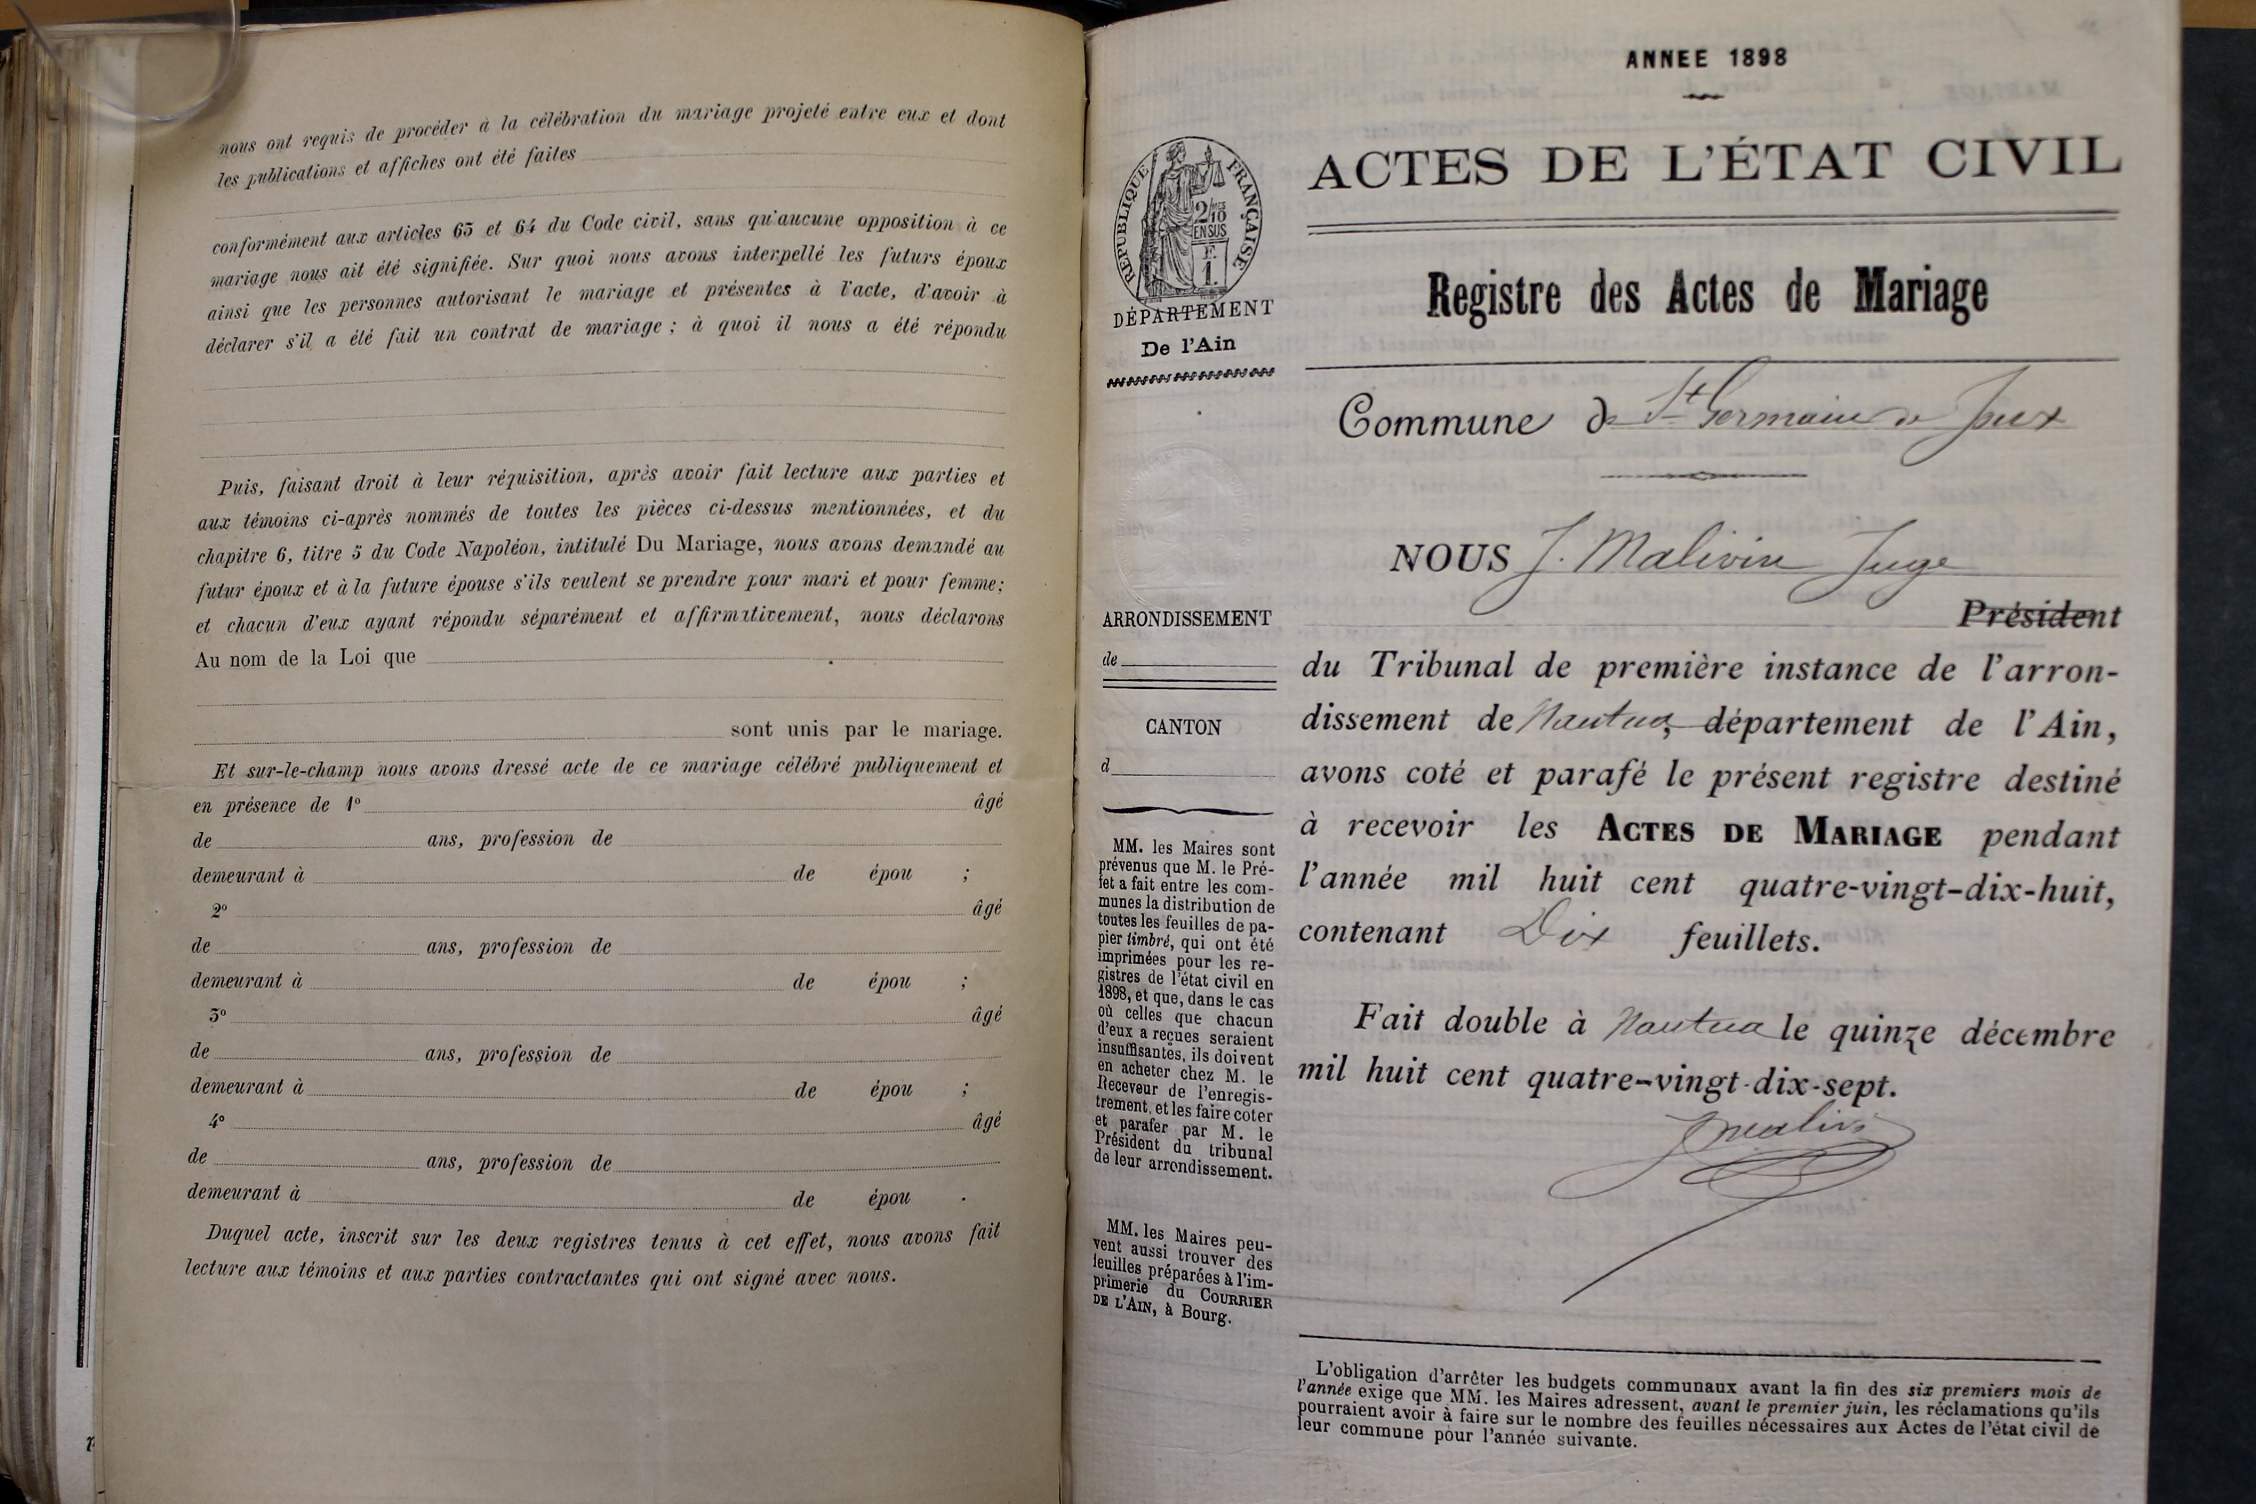 nous ont requis de procéder à la célébration du mariage projeté entre eux et dont
les publications et affiches ont été faites
conformément aux articles 63 et 64 du Code civil, sans qu'aucune opposition à ce
mariage nous ait été signifiée. Sur quoi nous avons interpellé les futurs époux
ainsi que les personnes autorisant le mariage et présentes à l'acte, d'avoir à
déclarer s'il a été fait un contrat de mariage ; à quoi il nous a été répondu
Puis, faisant droit à leur réquisition, après avoir fait lecture aux parties et
aux témoins ci-après nommés de toutes les pièces ci-dessus mentionnées, et du
chapitre 6, titre 5 du Code Napoléon, intitulé Du Mariage, nous avons demandé au
futur époux et à la future épouse s'ils veulent se prendre pour mari et pour femme ;
et chacun d'eux ayant répondu séparément et affirmativement, nous déclarons
Au nom de la Loi que
sont unis par le mariage.
Et sur-le-champ nous avons dressé acte de ce mariage célébré publiquement et
en présence de 1º âgé
de ans, profession de
demeurant à de épou ;
2º âgé
de ans, profession de
demeurant à de épou ;
3º âgé
de ans, profession de
demeurant à de épou ;
4º âgé
de ans, profession de
demeurant à de épou .
Duquel acte, inscrit sur les deux registres tenus à cet effet, nous avons fait
lecture aux témoins et aux parties contractantes qui ont signé avec nous.
ANNEE 1898
RÉPUBLIQUE FRANÇAISE
2/10 EN SUS
F.
1.
DÉPARTEMENT
De l'Ain
ARRONDISSEMENT
de
CANTON
d
MM. les Maires sont
prévenus que M. le Pré-
fet a fait entre les com-
munes la distribution de
toutes les feuilles de pa-
pier timbré, qui ont été
imprimées pour les re-
gistres de l'état civil en
1898, et que, dans le cas
où celles que chacun
d'eux a reçues seraient
insuffisantes, ils doivent
en acheter chez M. le
Receveur de l'enregis-
trement, et les faire coter
et parafer par M. le
Président du tribunal
de leur arrondissement.
MM. les Maires peu-
vent aussi trouver des
feuilles préparées à l'im-
primerie du COURRIER
DE L'AIN, à Bourg.
ACTES DE L'ÉTAT CIVIL
Registre des Actes de Mariage
Commune de St Germain de Joux
NOUS J. Malivin Juge
Président
du Tribunal de première instance de l'arron-
dissement de Nantua, département de l'Ain,
avons coté et parafé le présent registre destiné
à recevoir les ACTES DE MARIAGE pendant
l'année mil huit cent quatre-vingt-dix-huit,
contenant Dix feuillets.
Fait double à Nantua le quinze décembre
mil huit cent quatre-vingt-dix-sept.
J Malivin
L'obligation d'arrêter les budgets communaux avant la fin des six premiers mois de
l'année exige que MM. les Maires adressent, avant le premier juin, les réclamations qu'ils
pourraient avoir à faire sur le nombre des feuilles nécessaires aux Actes de l'état civil de
leur commune pour l'année suivante.